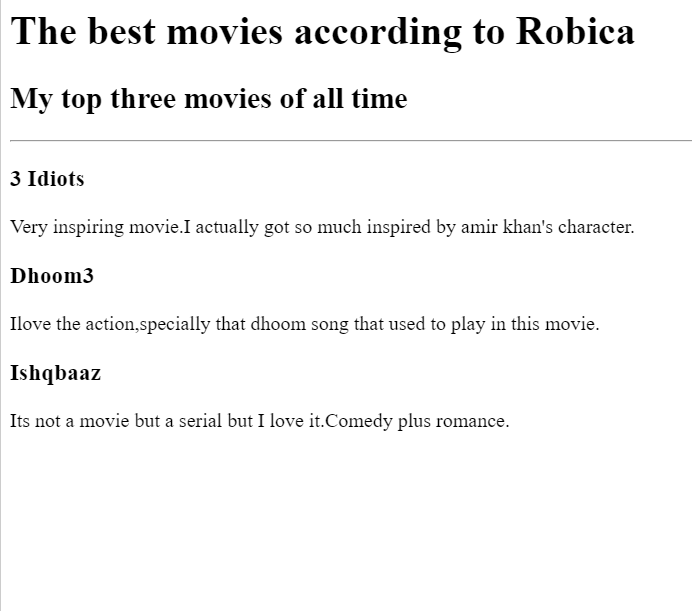 The best movies according to Robica
My top three movies of all time
3 Idiots
Very inspiring movie.I actually got so much inspired by amir khan's character.
Dhoom3
Ilove the action,specially that dhoom song that used to play in this movie.
Ishqbaaz
Its not a movie but a serial but I love it.Comedy plus romance.